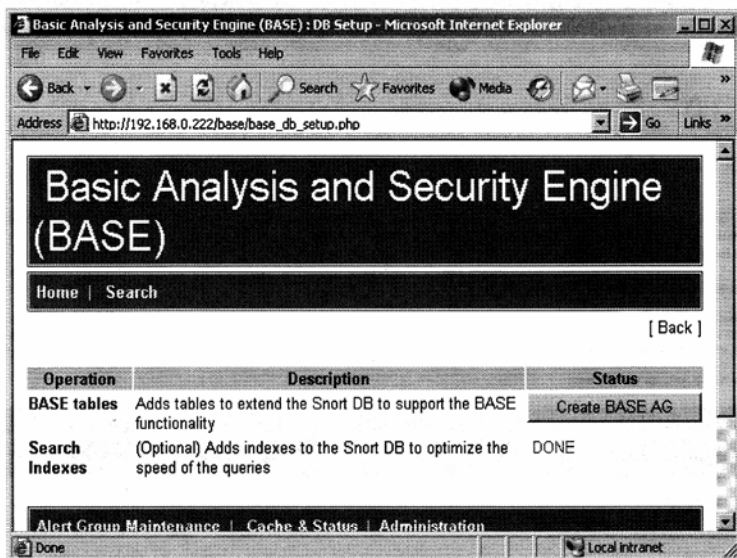 Basic Analysis and Security Engine (BASE) : DB Setup - Microsoft Internet Explorer
File Edit View Favorites Tools Help
Back Search Favorites Media
Address http://192.168.0.222/base/base_db_setup.php Go Links
Basic Analysis and Security Engine
(BASE)
Home | Search
[ Back ]
Operation Description Status
BASE tables Adds tables to extend the Snort DB to support the BASE Create BASE AG
functionality
Search (Optional) Adds indexes to the Snort DB to optimize the DONE
Indexes speed of the queries
Alert Group Maintenance | Cache & Status | Administration
Done Local intranet